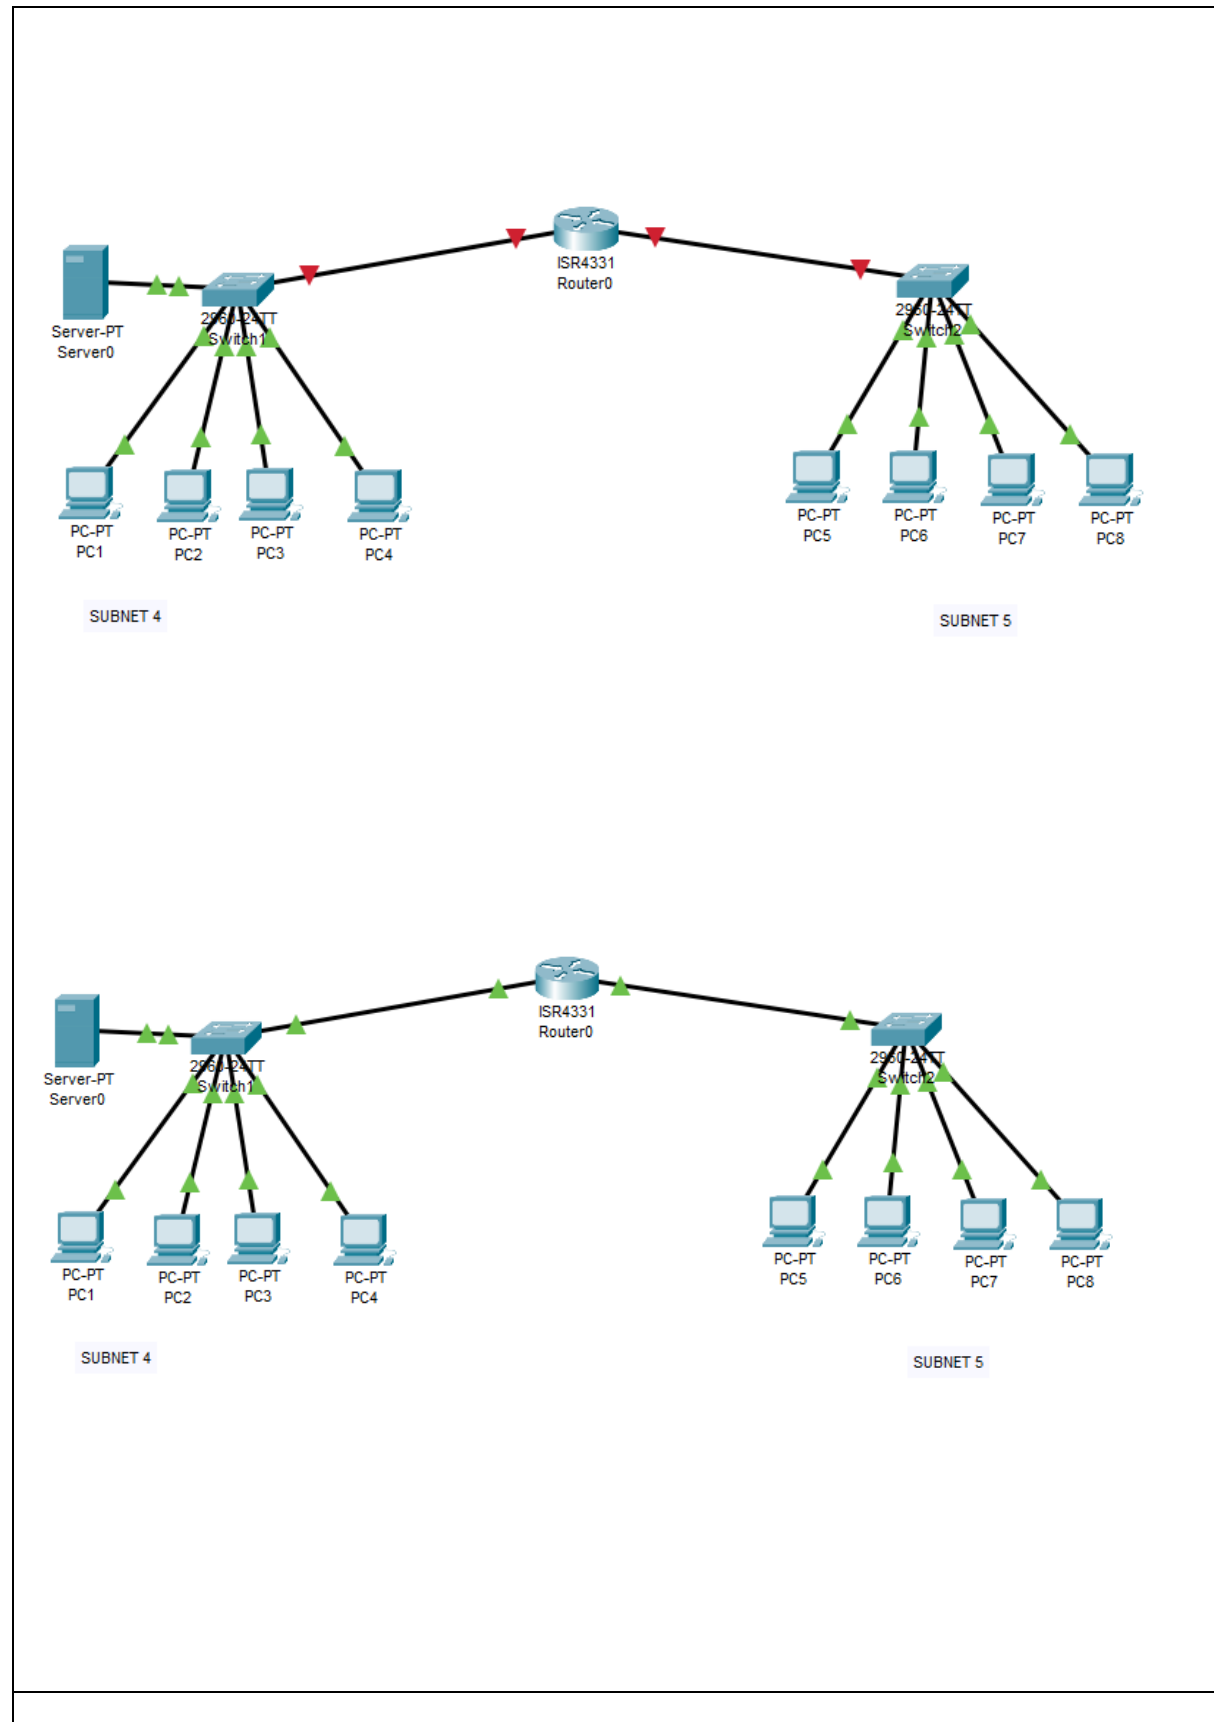 ISR4331
Router0
Server-PT
Server0
2960-24TT
Switch1
2960-24TT
Switch2
PC-PT
PC1
PC-PT
PC2
PC-PT
PC3
PC-PT
PC4
PC-PT
PC5
PC-PT
PC6
PC-PT
PC7
PC-PT
PC8
SUBNET 4
SUBNET 5
ISR4331
Router0
Server-PT
Server0
2960-24TT
Switch1
2960-24TT
Switch2
PC-PT
PC1
PC-PT
PC2
PC-PT
PC3
PC-PT
PC4
PC-PT
PC5
PC-PT
PC6
PC-PT
PC7
PC-PT
PC8
SUBNET 4
SUBNET 5